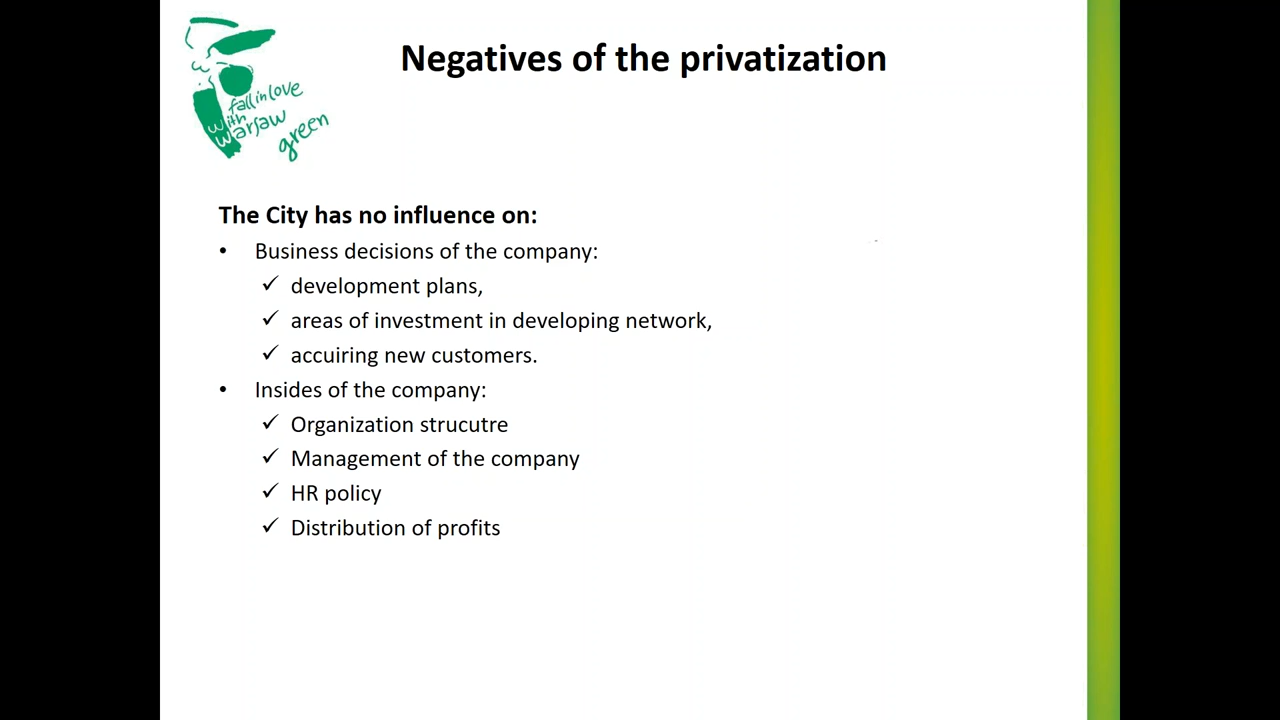 Negatives of the privatization
fall in love
with
warsaw
green
The City has no influence on:
• Business decisions of the company:
✓ development plans,
✓ areas of investment in developing network,
✓ accuiring new customers.
• Insides of the company:
✓ Organization strucutre
✓ Management of the company
✓ HR policy
✓ Distribution of profits